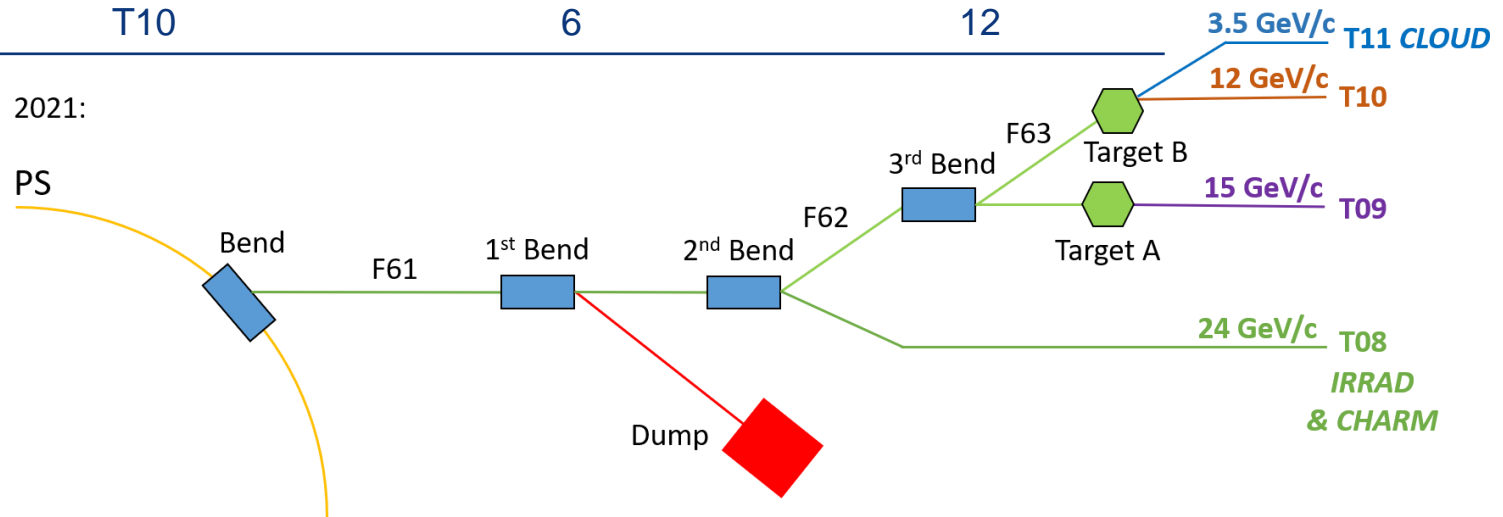 T10 6 12
3.5 GeV/c T11 CLOUD
12 GeV/c T10
2021:
F63
Target B
3rd Bend
PS
15 GeV/c T09
F62
Target A
Bend
1st Bend
2nd Bend
F61
24 GeV/c T08
IRRAD
& CHARM
Dump